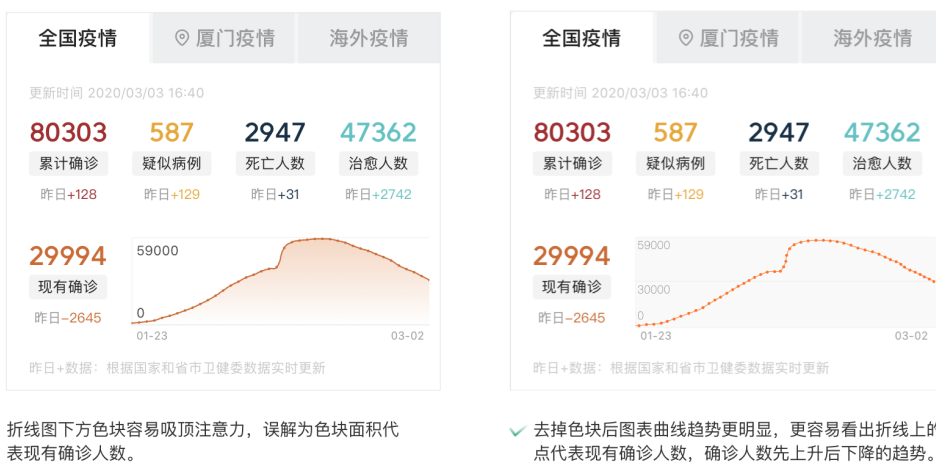 全国疫情
厦门疫情
海外疫情
更新时间 2020/03/03 16:40
80303 587 2947 47362
累计确诊 疑似病例 死亡人数 治愈人数
昨日+128 昨日+129 昨日+31 昨日+2742
29994
现有确诊
昨日-2645
59000
0
01-23 03-02
昨日+数据：根据国家和省市卫健委数据实时更新
折线图下方色块容易吸顶注意力，误解为色块面积代
表现有确诊人数。
全国疫情
厦门疫情
海外疫情
更新时间 2020/03/03 16:40
80303 587 2947 47362
累计确诊 疑似病例 死亡人数 治愈人数
昨日+128 昨日+129 昨日+31 昨日+2742
29994
现有确诊
昨日-2645
59000
30000
0
01-23 03-02
昨日+数据：根据国家和省市卫健委数据实时更新
去掉色块后图表曲线趋势更明显，更容易看出折线上的
点代表现有确诊人数，确诊人数先上升后下降的趋势。